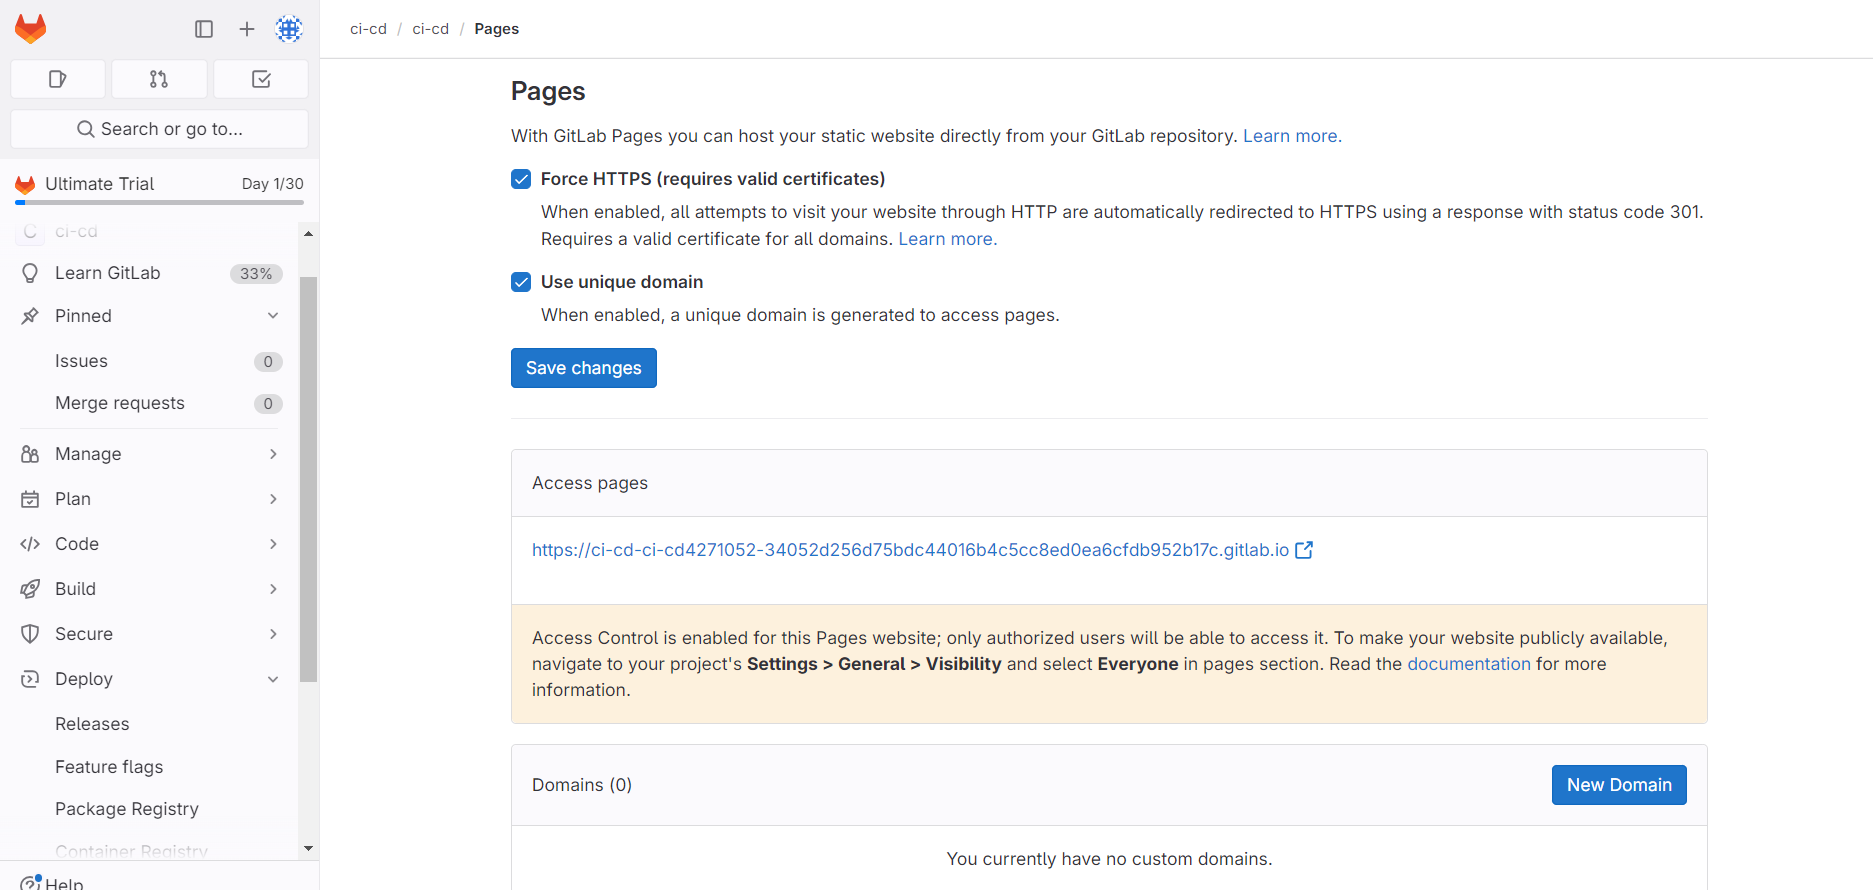 ci-cd / ci-cd / Pages
Search or go to...
Ultimate Trial Day 1/30
C ci-cd
Learn GitLab 33%
Pinned
Issues 0
Merge requests 0
Manage
Plan
Code
Build
Secure
Deploy
Releases
Feature flags
Package Registry
Container Registry
Help
Pages
With GitLab Pages you can host your static website directly from your GitLab repository. Learn more.
Force HTTPS (requires valid certificates)
When enabled, all attempts to visit your website through HTTP are automatically redirected to HTTPS using a response with status code 301.
Requires a valid certificate for all domains. Learn more.
Use unique domain
When enabled, a unique domain is generated to access pages.
Save changes
Access pages
https://ci-cd-ci-cd4271052-34052d256d75bdc44016b4c5cc8ed0ea6cfdb952b17c.gitlab.io
Access Control is enabled for this Pages website; only authorized users will be able to access it. To make your website publicly available,
navigate to your project's Settings > General > Visibility and select Everyone in pages section. Read the documentation for more
information.
Domains (0) New Domain
You currently have no custom domains.